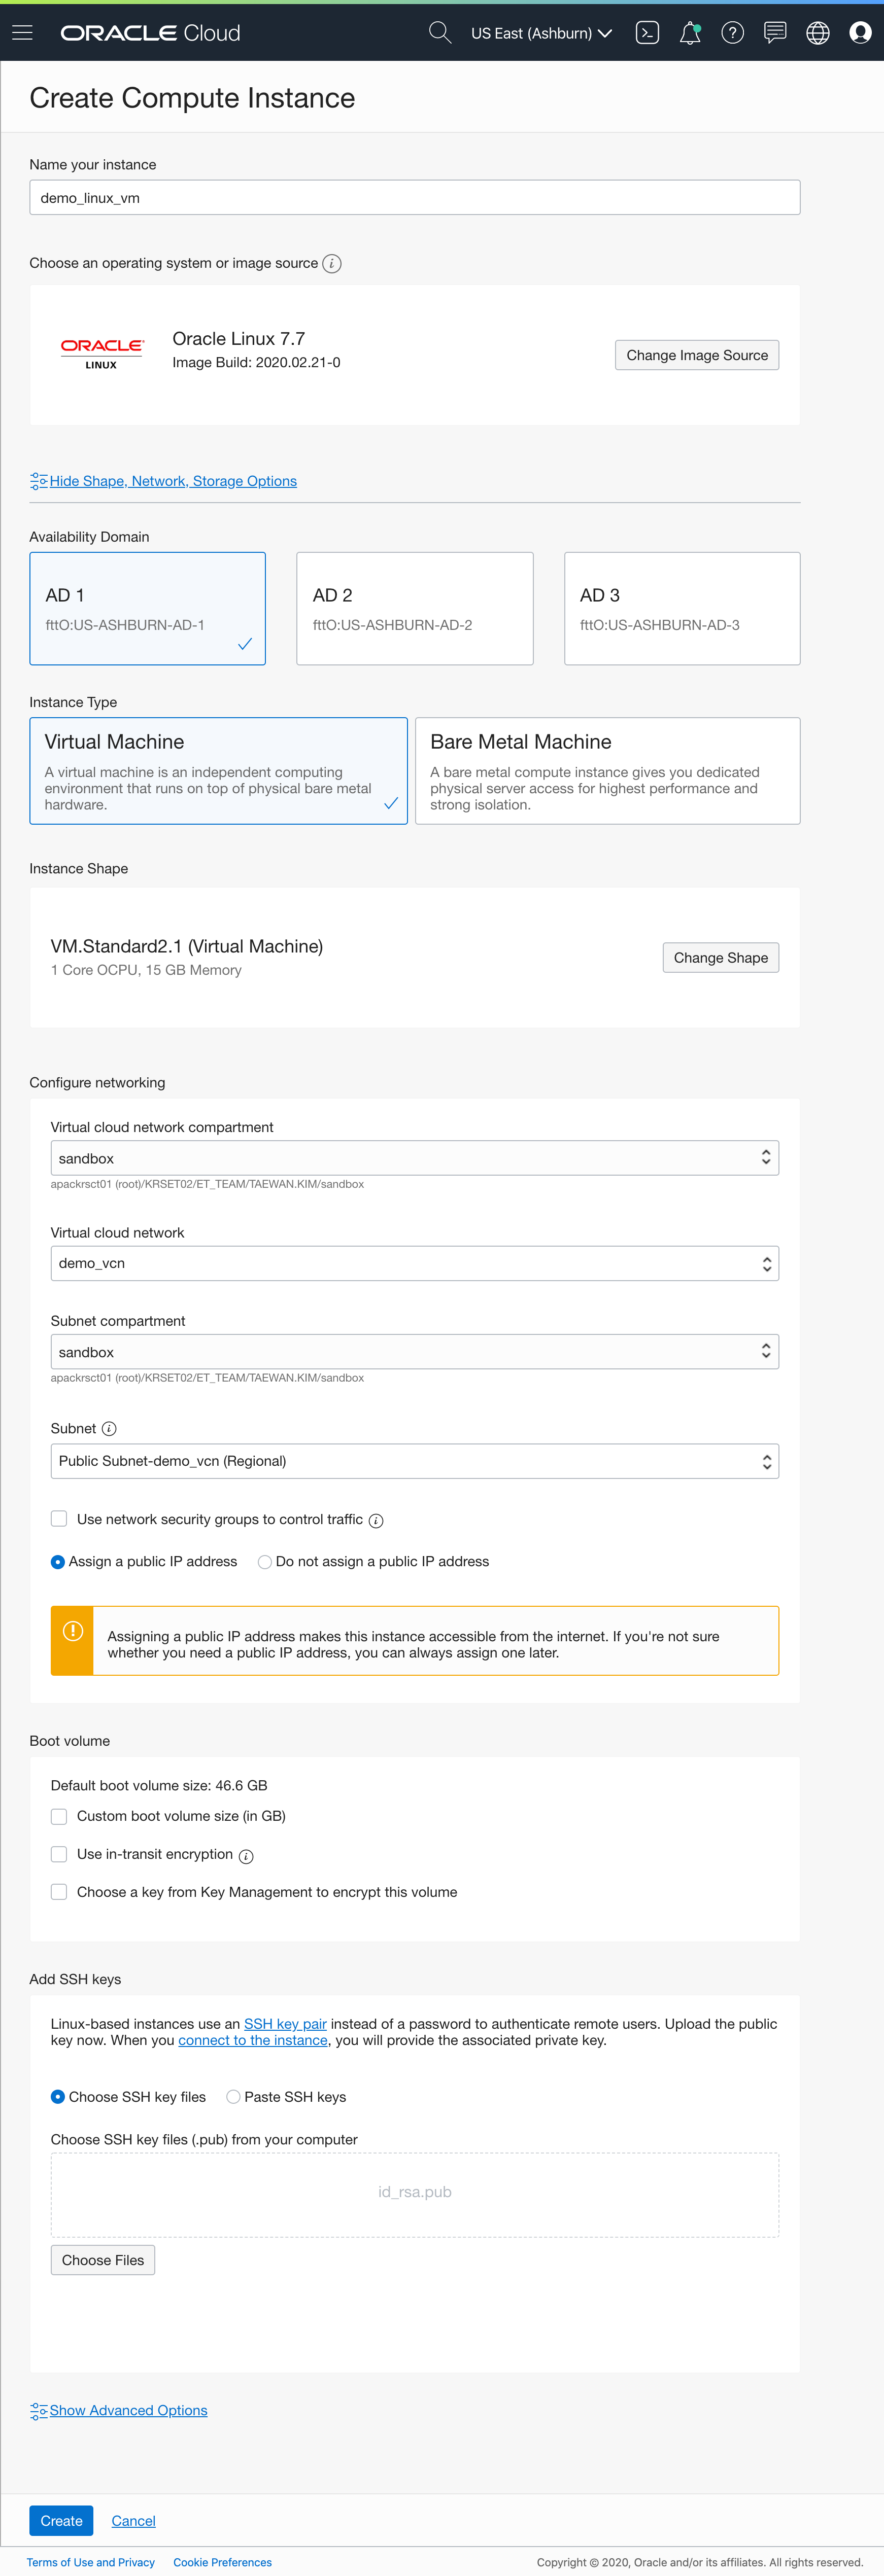 ORACLE Cloud
US East (Ashburn)
Create Compute Instance
Name your instance
demo_linux_vm
Choose an operating system or image source
ORACLE
LINUX
Oracle Linux 7.7
Image Build: 2020.02.21-0
Change Image Source
Hide Shape, Network, Storage Options
Availability Domain
AD 1
fttO:US-ASHBURN-AD-1
AD 2
fttO:US-ASHBURN-AD-2
AD 3
fttO:US-ASHBURN-AD-3
Instance Type
Virtual Machine
A virtual machine is an independent computing
environment that runs on top of physical bare metal
hardware.
Bare Metal Machine
A bare metal compute instance gives you dedicated
physical server access for highest performance and
strong isolation.
Instance Shape
VM.Standard2.1 (Virtual Machine)
1 Core OCPU, 15 GB Memory
Change Shape
Configure networking
Virtual cloud network compartment
sandbox
apackrsct01 (root)/KRSET02/ET_TEAM/TAEWAN.KIM/sandbox
Virtual cloud network
demo_vcn
Subnet compartment
sandbox
apackrsct01 (root)/KRSET02/ET_TEAM/TAEWAN.KIM/sandbox
Subnet
Public Subnet-demo_vcn (Regional)
Use network security groups to control traffic
Assign a public IP address
Do not assign a public IP address
Assigning a public IP address makes this instance accessible from the internet. If you're not sure
whether you need a public IP address, you can always assign one later.
Boot volume
Default boot volume size: 46.6 GB
Custom boot volume size (in GB)
Use in-transit encryption
Choose a key from Key Management to encrypt this volume
Add SSH keys
Linux-based instances use an SSH key pair instead of a password to authenticate remote users. Upload the public
key now. When you connect to the instance, you will provide the associated private key.
Choose SSH key files
Paste SSH keys
Choose SSH key files (.pub) from your computer
id_rsa.pub
Choose Files
Show Advanced Options
Create
Cancel
Terms of Use and Privacy
Cookie Preferences
Copyright © 2020, Oracle and/or its affiliates. All rights reserved.